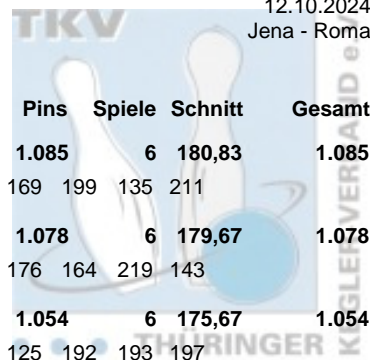 12.10.2024
TKV
Jena - Roma
Pins Spiele Schnitt Gesamt
1.085 6 180,83 1.085
169 199 135 211
1.078 6 179,67 1.078
176 164 219 143
1.054 6 175,67 1.054
125 192 193 197
THÜRINGER
KEGLERVERBAND e.V.